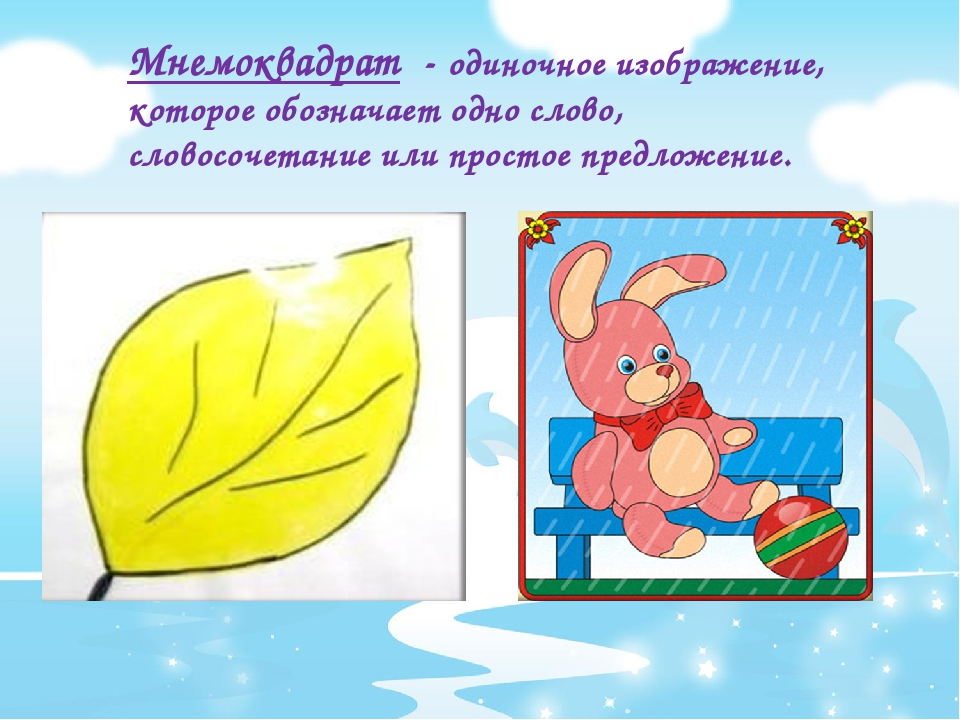 Мнемоквадрат - одиночное изображение,
которое обозначает одно слово,
словосочетание или простое предложение.